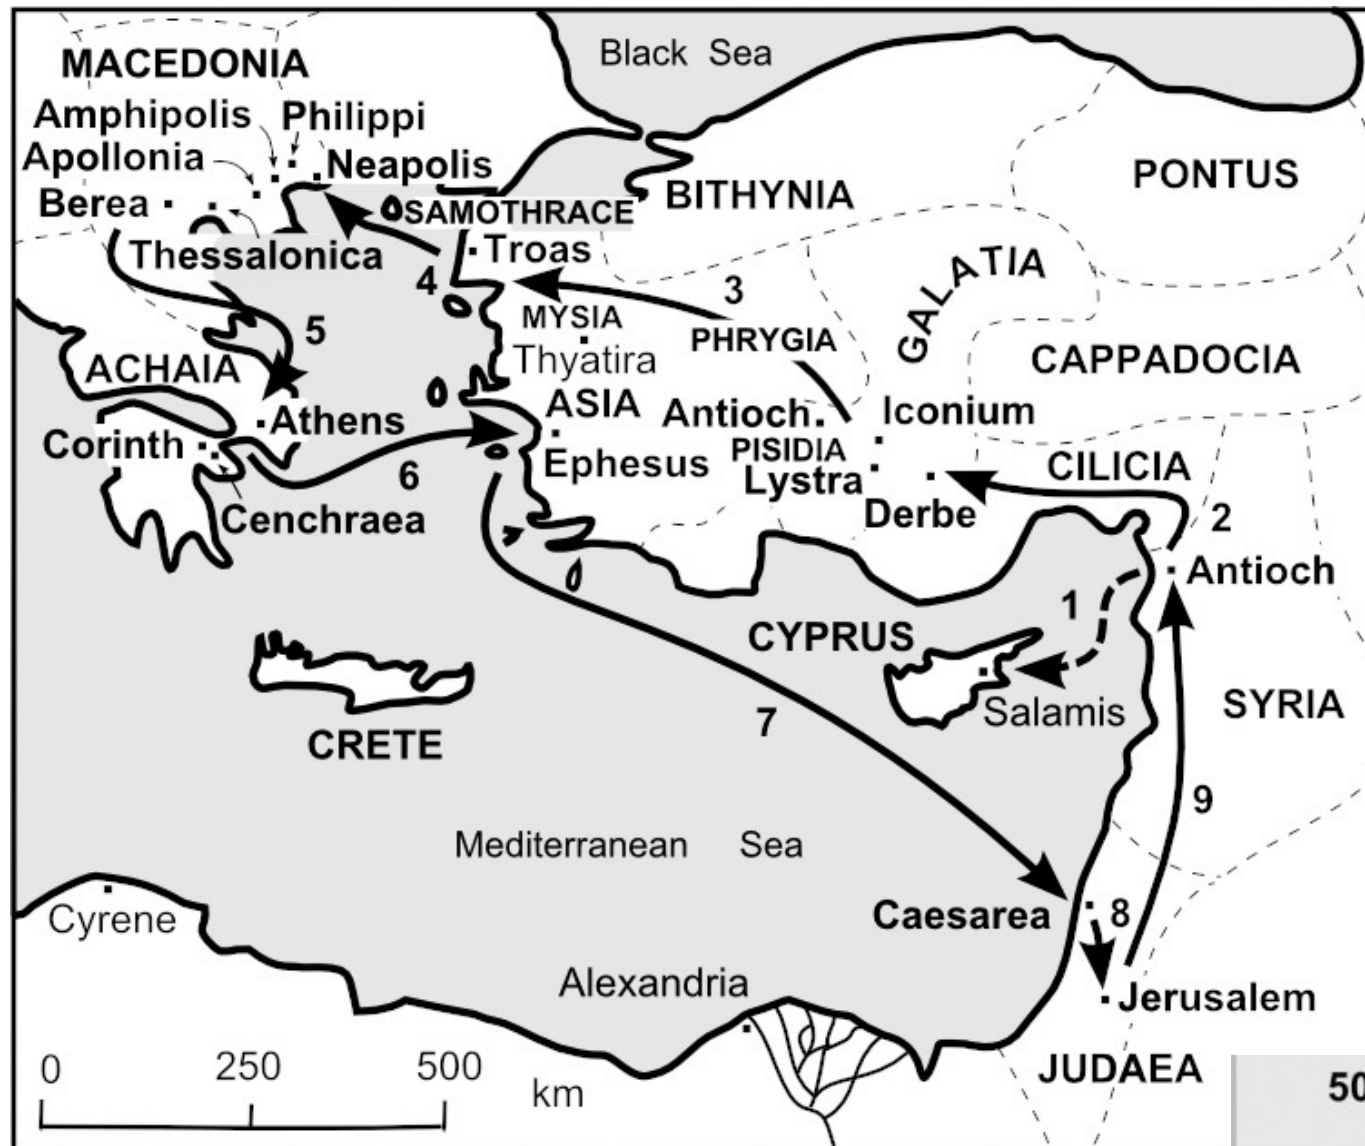 Black Sea
MACEDONIA
Amphipolis
Philippi
Apollonia
Neapolis
Berea
SAMOTHRACE
BITHYNIA
PONTUS
Thessalonica
Troas
4
3
GALATIA
5
MYSIA
PHRYGIA
Thyatira
ACHAIA
CAPPADOCIA
ASIA
Antioch
Iconium
Athens
Corinth
6
Ephesus
PISIDIA
Lystra
CILICIA
Cenchraea
Derbe
2
Antioch
1
CYPRUS
Salamis
SYRIA
7
CRETE
9
Mediterranean Sea
Cyrene
Caesarea
8
Alexandria
Jerusalem
JUDAEA
0 250 500
km
50